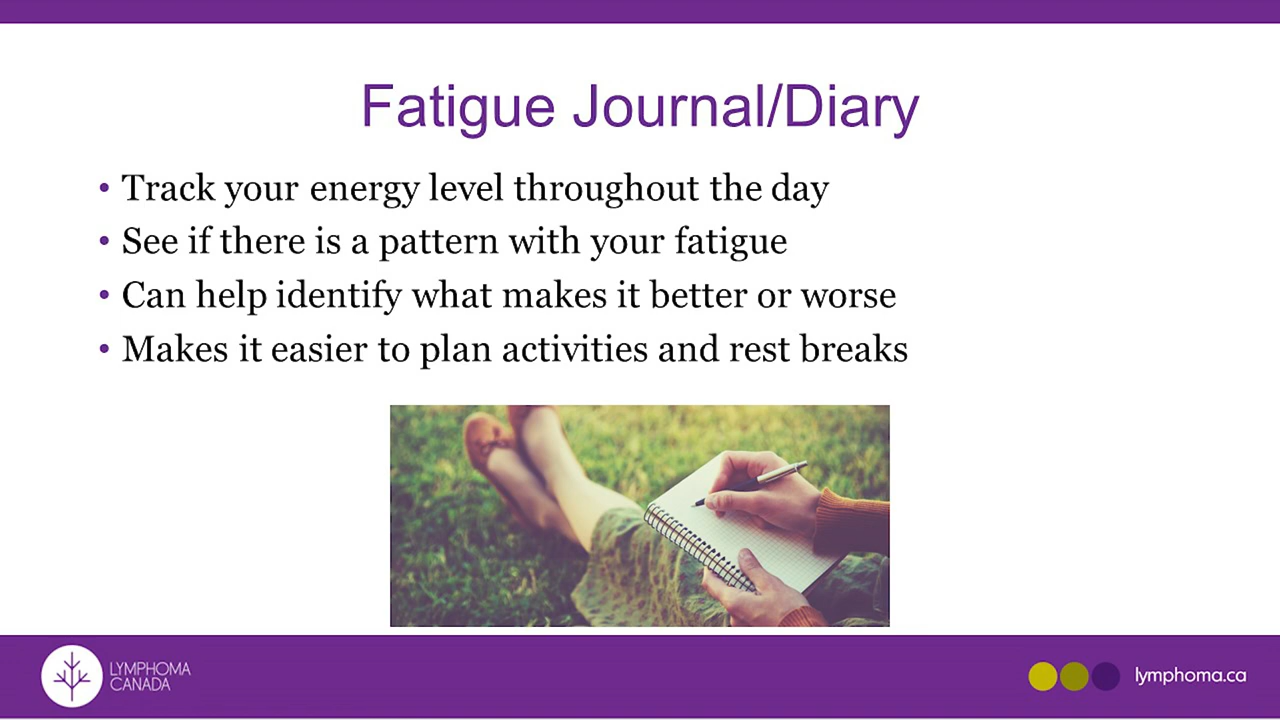 Fatigue Journal/Diary
• Track your energy level throughout the day
• See if there is a pattern with your fatigue
• Can help identify what makes it better or worse
• Makes it easier to plan activities and rest breaks
LYMPHOMA
CANADA
lymphoma.ca